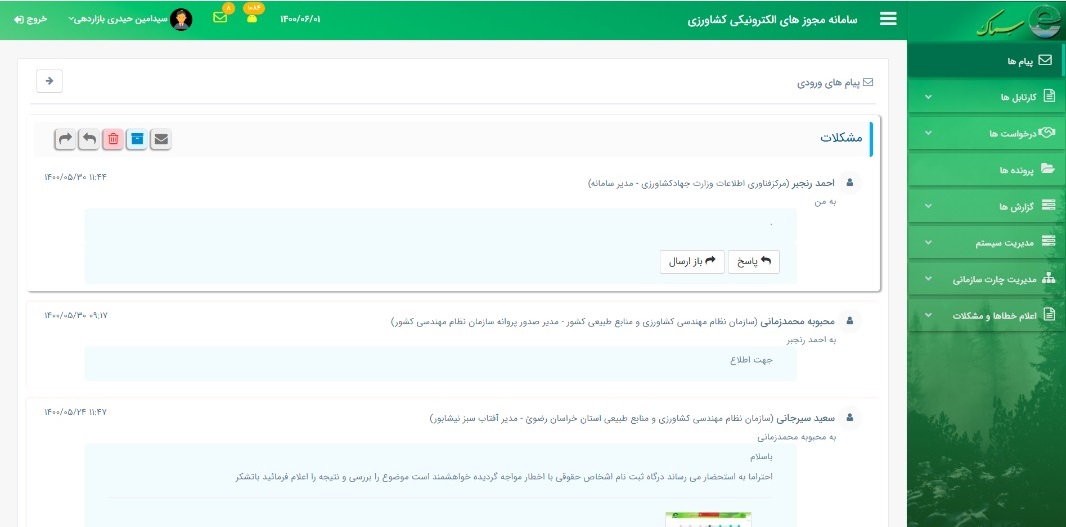 سماک
سامانه مجوز های الکترونیکی کشاورزی
۱۴۰۰/۰۶/۰۱
۱۰۸۶
۸
سیدامین حیدری بازاردهی
خروج
پیام ها
کارتابل ها
درخواست ها
پرونده ها
گزارش ها
مدیریت سیستم
مدیریت چارت سازمانی
اعلام خطاها و مشکلات
پیام های ورودی
مشکلات
احمد رنجبر (مرکزفناوری اطلاعات وزارت جهادکشاورزی - مدیر سامانه)
۱۴۰۰/۰۵/۳۰ ۱۱:۴۴
به من
.
پاسخ
باز ارسال
محبوبه محمدزمانی (سازمان نظام مهندسی کشاورزی و منابع طبیعی کشور - مدیر صدور پروانه سازمان نظام مهندسی کشور)
۱۴۰۰/۰۵/۳۰ ۰۹:۱۷
به احمد رنجبر
جهت اطلاع
سعید سیرجانی (سازمان نظام مهندسی کشاورزی و منابع طبیعی استان خراسان رضوی - مدیر آفتاب سبز نیشابور)
۱۴۰۰/۰۵/۲۴ ۱۱:۴۷
به محبوبه محمدزمانی
باسلام
احتراما به استحضار می رساند درگاه ثبت نام اشخاص حقوقی با اخطار مواجه گردیده خواهشمند است موضوع را بررسی و نتیجه را اعلام فرمائید باتشکر